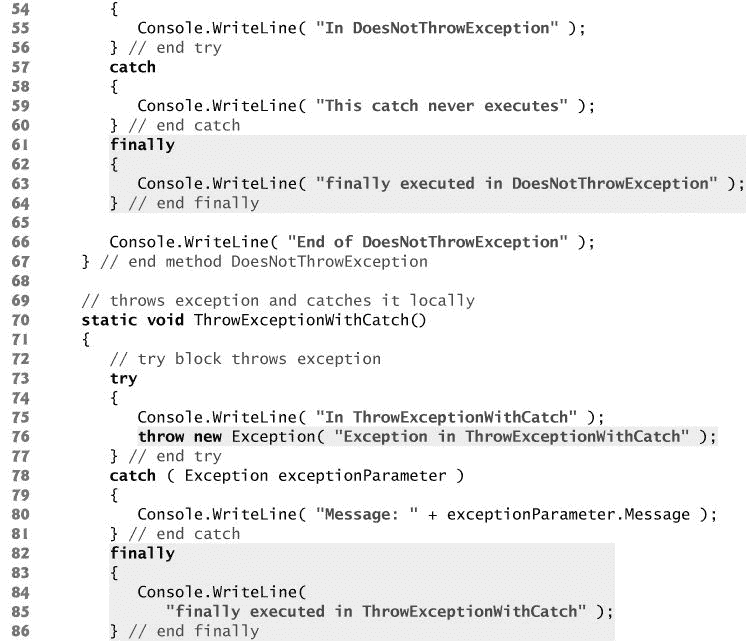 54         {
55            Console.WriteLine( "In DoesNotThrowException" );
56         } // end try
57         catch
58         {
59            Console.WriteLine( "This catch never executes" );
60         } // end catch
61         finally
62         {
63            Console.WriteLine( "finally executed in DoesNotThrowException" );
64         } // end finally
65
66         Console.WriteLine( "End of DoesNotThrowException" );
67      } // end method DoesNotThrowException
68
69      // throws exception and catches it locally
70      static void ThrowExceptionWithCatch()
71      {
72         // try block throws exception
73         try
74         {
75            Console.WriteLine( "In ThrowExceptionWithCatch" );
76            throw new Exception( "Exception in ThrowExceptionWithCatch" );
77         } // end try
78         catch ( Exception exceptionParameter )
79         {
80            Console.WriteLine( "Message: " + exceptionParameter.Message );
81         } // end catch
82         finally
83         {
84            Console.WriteLine(
85               "finally executed in ThrowExceptionWithCatch" );
86         } // end finally